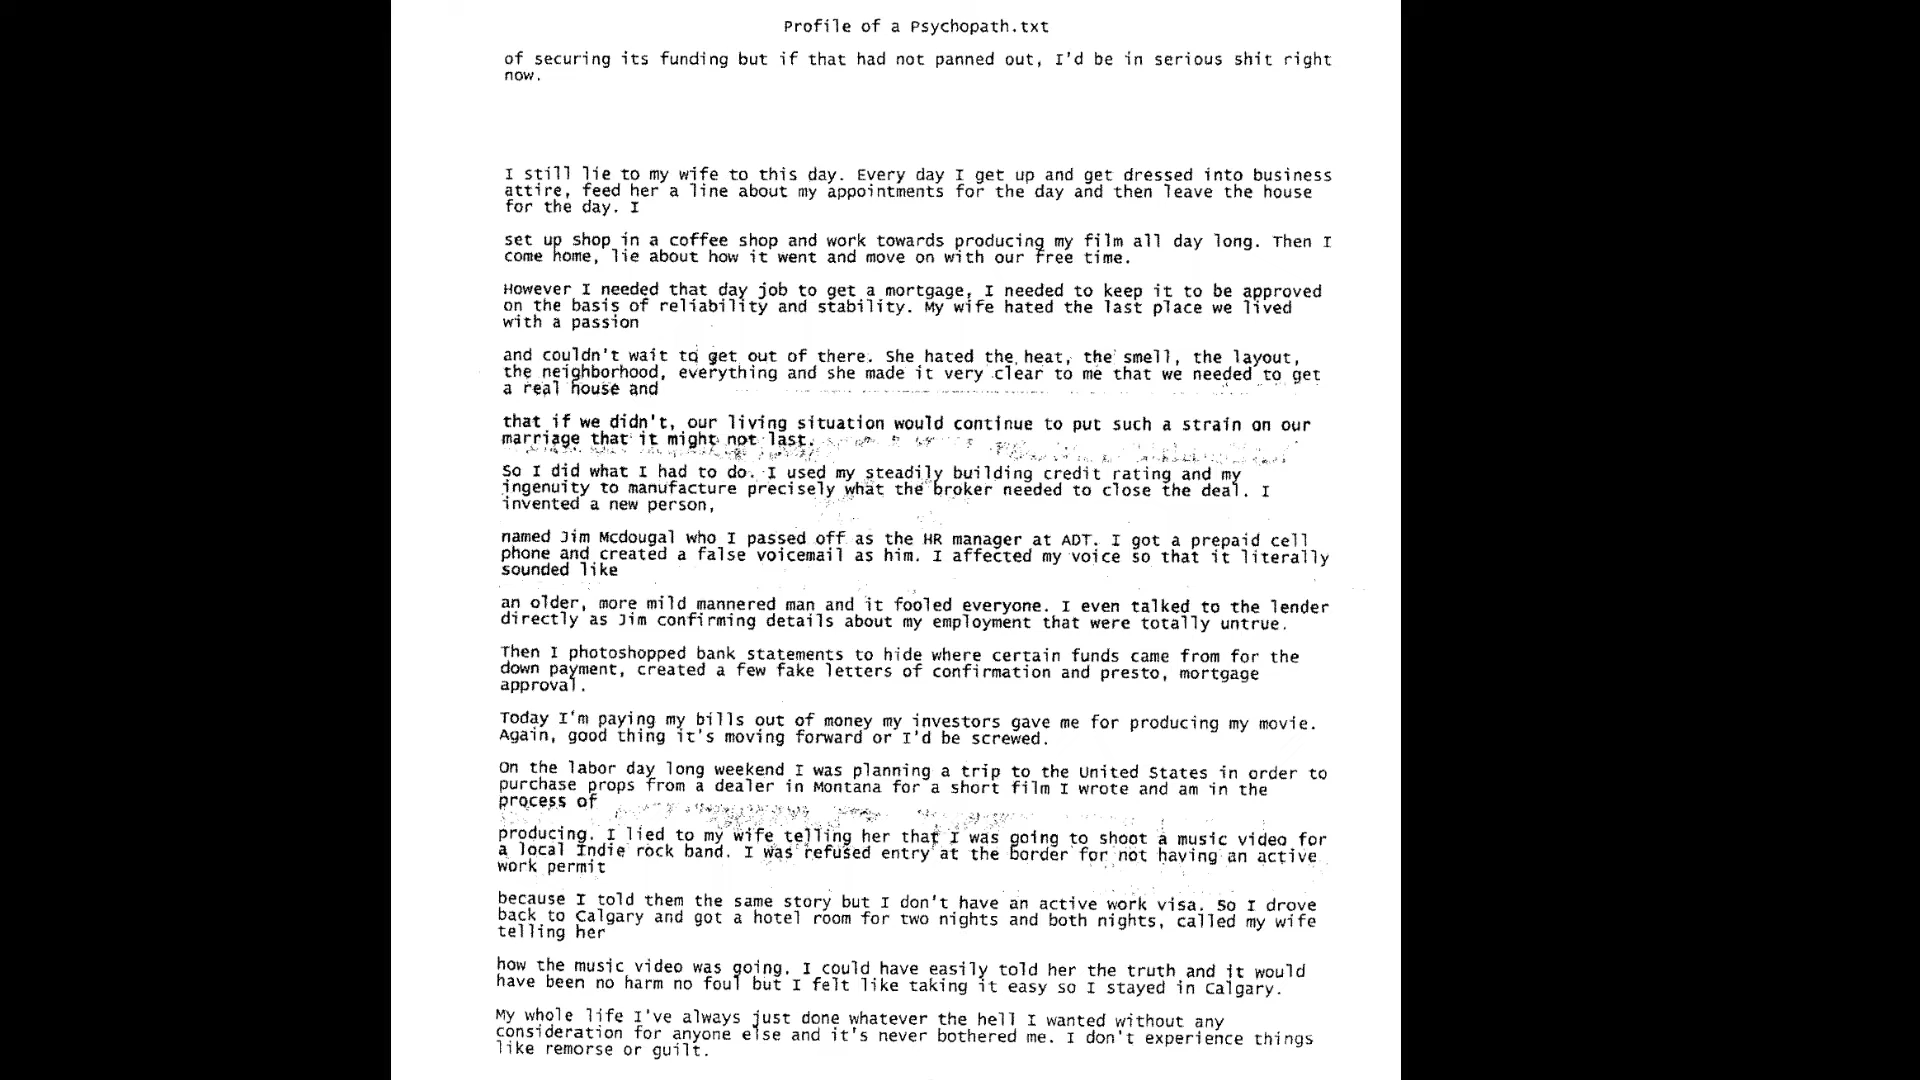 Profile of a Psychopath.txt
of securing its funding but if that had not panned out, I'd be in serious shit right
now.
I still lie to my wife to this day. Every day I get up and get dressed into business
attire, feed her a line about my appointments for the day and then leave the house
for the day. I
set up shop in a coffee shop and work towards producing my film all day long. Then I
come home, lie about how it went and move on with our free time.
However I needed that day job to get a mortgage, I needed to keep it to be approved
on the basis of reliability and stability. My wife hated the last place we lived
with a passion
and couldn't wait to get out of there. She hated the heat, the smell, the layout,
the neighborhood, everything and she made it very clear to me that we needed to get
a real house and
that if we didn't, our living situation would continue to put such a strain on our
marriage that it might not last.
So I did what I had to do. I used my steadily building credit rating and my
ingenuity to manufacture precisely what the broker needed to close the deal. I
invented a new person,
named Jim Mcdougal who I passed off as the HR manager at ADT. I got a prepaid cell
phone and created a false voicemail as him. I affected my voice so that it literally
sounded like
an older, more mild mannered man and it fooled everyone. I even talked to the lender
directly as Jim confirming details about my employment that were totally untrue.
Then I photoshopped bank statements to hide where certain funds came from for the
down payment, created a few fake letters of confirmation and presto, mortgage
approval.
Today I'm paying my bills out of money my investors gave me for producing my movie.
Again, good thing it's moving forward or I'd be screwed.
On the labor day long weekend I was planning a trip to the United States in order to
purchase props from a dealer in Montana for a short film I wrote and am in the
process of
producing. I lied to my wife telling her that I was going to shoot a music video for
a local Indie rock band. I was refused entry at the border for not having an active
work permit
because I told them the same story but I don't have an active work visa. So I drove
back to Calgary and got a hotel room for two nights and both nights, called my wife
telling her
how the music video was going. I could have easily told her the truth and it would
have been no harm no foul but I felt like taking it easy so I stayed in Calgary.
My whole life I've always just done whatever the hell I wanted without any
consideration for anyone else and it's never bothered me. I don't experience things
like remorse or guilt.